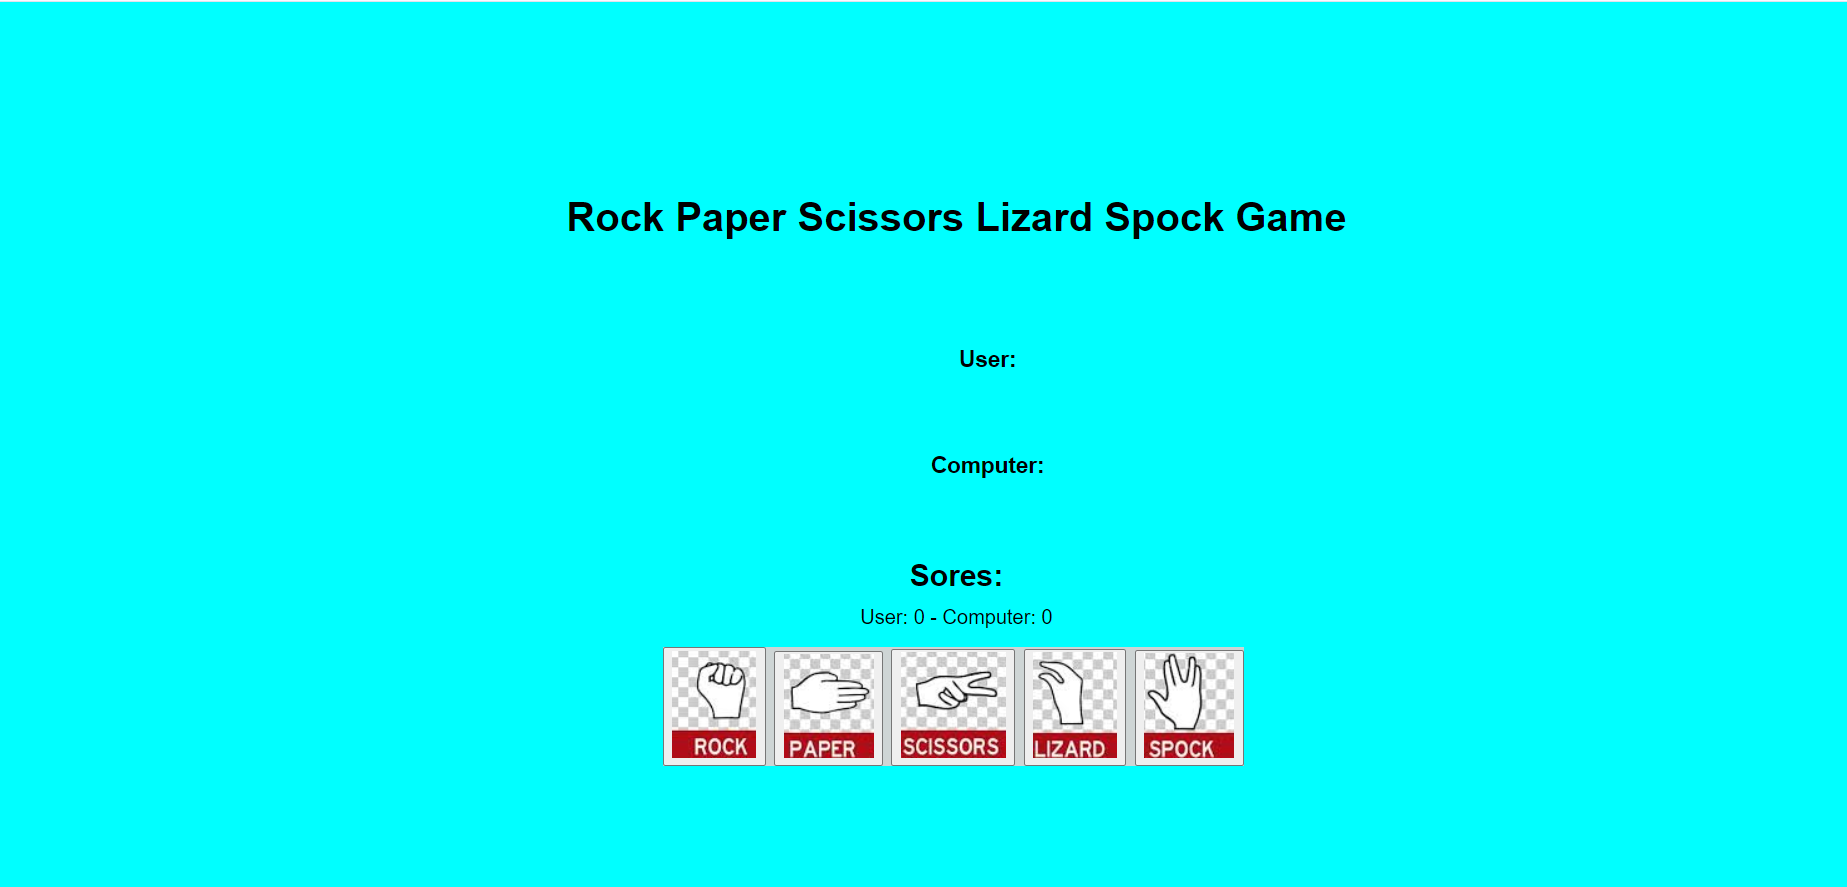 Rock Paper Scissors Lizard Spock Game
User:
Computer:
Sores:
User: 0 - Computer: 0
ROCK PAPER SCISSORS LIZARD SPOCK